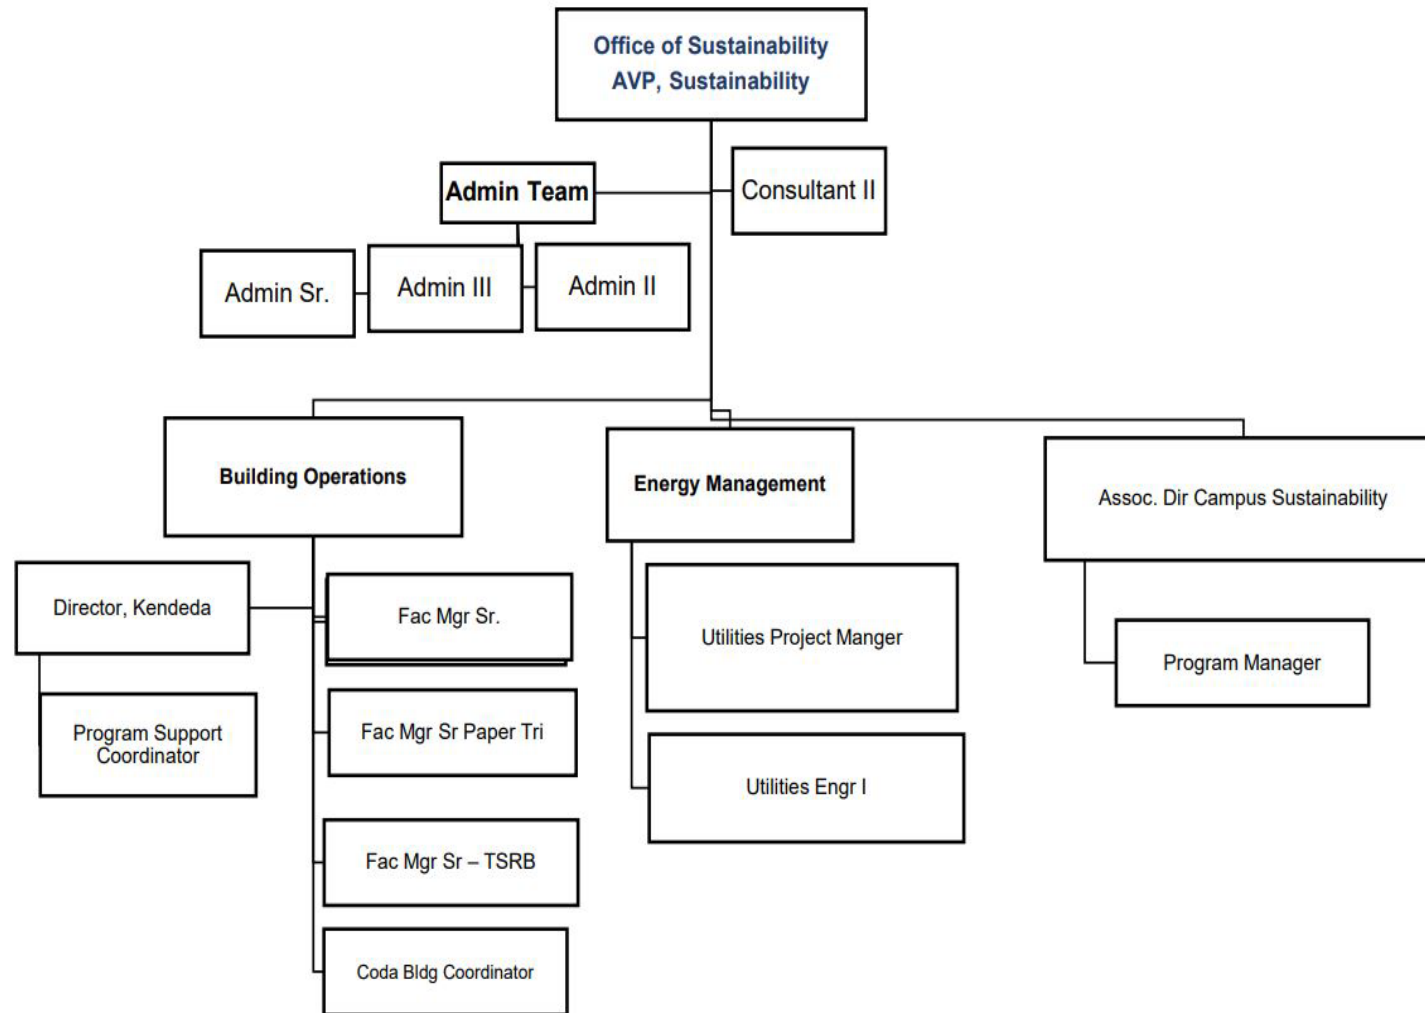 Office of Sustainability
AVP, Sustainability
Admin Team
Consultant II
Admin Sr.
Admin III
Admin II
Building Operations
Energy Management
Assoc. Dir Campus Sustainability
Director, Kendeda
Fac Mgr Sr.
Utilities Project Manger
Program Manager
Program Support
Coordinator
Fac Mgr Sr Paper Tri
Utilities Engr I
Fac Mgr Sr – TSRB
Coda Bldg Coordinator